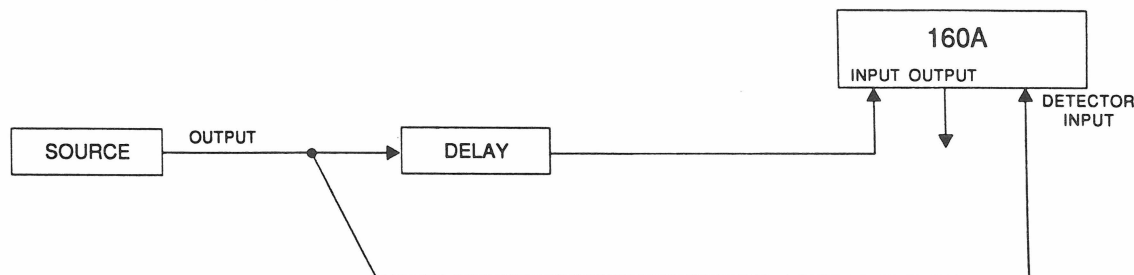 160A
INPUT OUTPUT
DETECTOR
INPUT
OUTPUT
SOURCE
DELAY